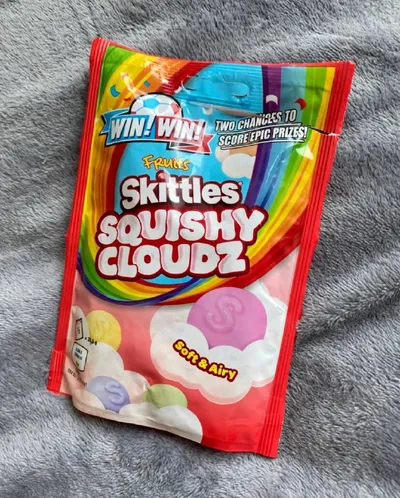 WIN! WIN!
TWO CHANCES TO
SCORE EPIC PRIZES!
FRUITS
Skittles
SQUISHY
CLOUDZ
S
Soft & Airy
S
S